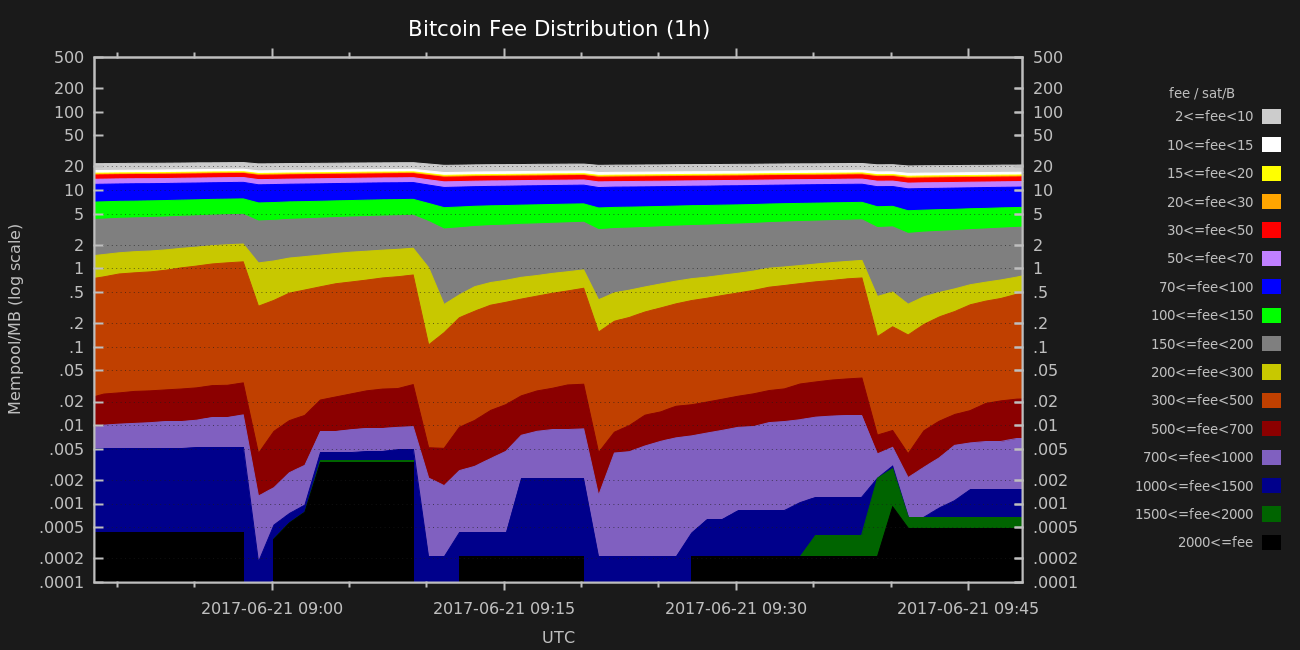 Bitcoin Fee Distribution (1h)
Mempool/MB (log scale)
500
200
100
50
20
10
5
2
1
.5
.2
.1
.05
.02
.01
.005
.002
.001
.0005
.0002
.0001
500
200
100
50
20
10
5
2
1
.5
.2
.1
.05
.02
.01
.005
.002
.001
.0005
.0002
.0001
2017-06-21 09:00
2017-06-21 09:15
2017-06-21 09:30
2017-06-21 09:45
UTC
fee / sat/B
2<=fee<10
10<=fee<15
15<=fee<20
20<=fee<30
30<=fee<50
50<=fee<70
70<=fee<100
100<=fee<150
150<=fee<200
200<=fee<300
300<=fee<500
500<=fee<700
700<=fee<1000
1000<=fee<1500
1500<=fee<2000
2000<=fee